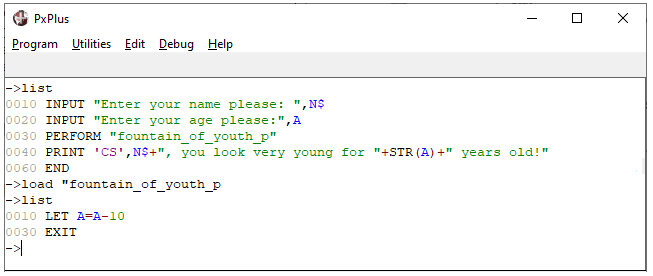 PxPlus
Program Utilities Edit Debug Help
->list
0010 INPUT "Enter your name please: ",N$
0020 INPUT "Enter your age please:",A
0030 PERFORM "fountain_of_youth_p"
0040 PRINT 'CS',N$+", you look very young for "+STR(A)+" years old!"
0060 END
->load "fountain_of_youth_p
->list
0010 LET A=A-10
0030 EXIT
->